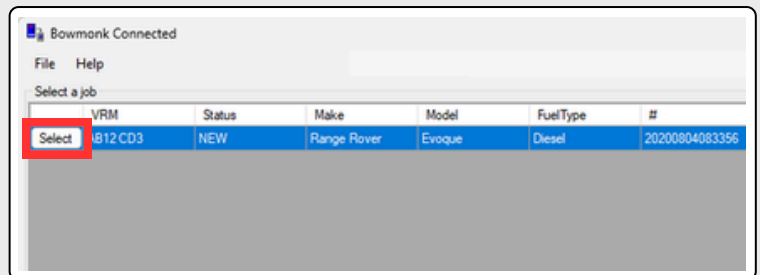 Bowmonk Connected
File Help
Select a job
VRM Status Make Model FuelType #
Select AB12 CD3 NEW Range Rover Evoque Diesel 20200804083356